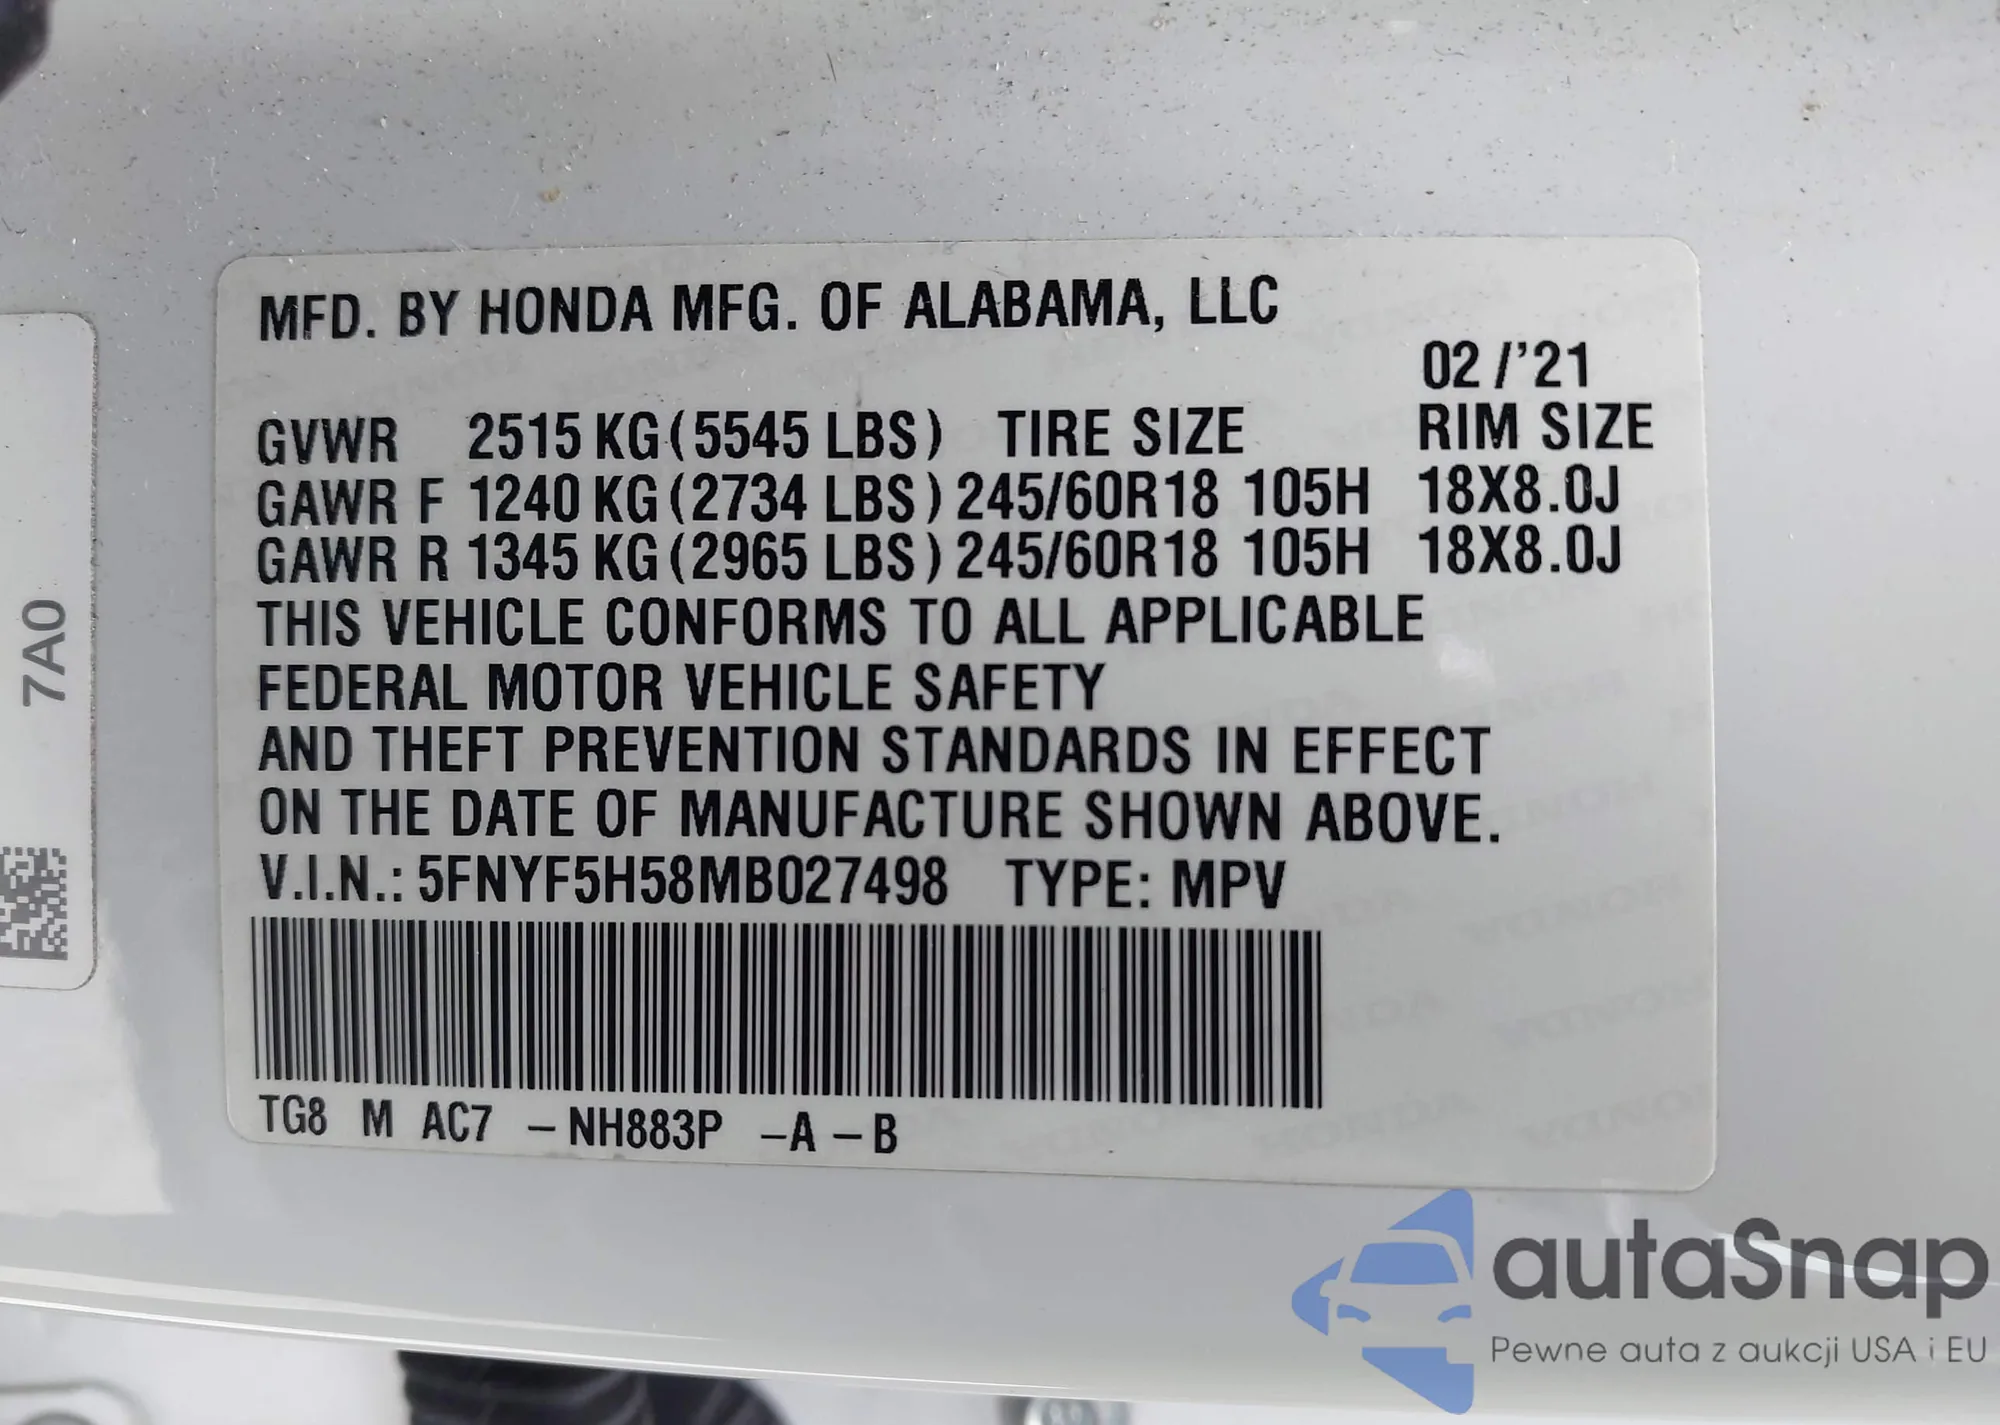 MFD. BY HONDA MFG. OF ALABAMA, LLC
02 /'21
GVWR 2515 KG (5545 LBS) TIRE SIZE RIM SIZE
GAWR F 1240 KG (2734 LBS) 245/60R18 105H 18X8.0J
GAWR R 1345 KG (2965 LBS) 245/60R18 105H 18X8.0J
THIS VEHICLE CONFORMS TO ALL APPLICABLE
FEDERAL MOTOR VEHICLE SAFETY
AND THEFT PREVENTION STANDARDS IN EFFECT
ON THE DATE OF MANUFACTURE SHOWN ABOVE.
V.I.N.: 5FNYF5H58MB027498 TYPE: MPV
TG8 M AC7 – NH883P – A – B
7A0
autaSnap
Pewne auta z aukcji USA i EU